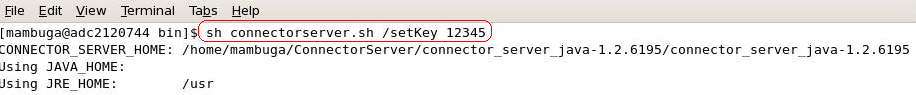 File Edit View Terminal Tabs Help
[mambuga@adc2120744 bin]$ sh connectorserver.sh /setKey 12345
CONNECTOR_SERVER_HOME: /home/mambuga/ConnectorServer/connector_server_java-1.2.6195/connector_server_java-1.2.6195
Using JAVA_HOME:
Using JRE_HOME: /usr